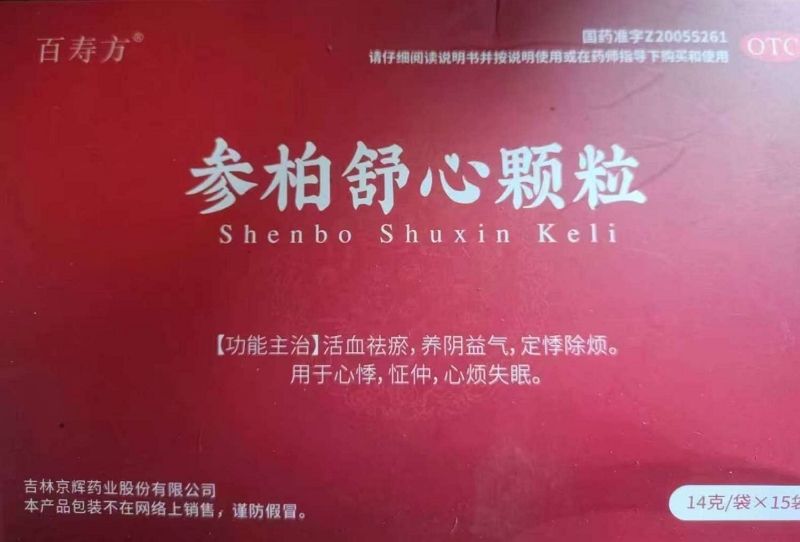 百寿方®
国药准字Z20055261
OTC
请仔细阅读说明书并按说明使用或在药师指导下购买和使用
参柏舒心颗粒
Shenbo Shuxin Keli
【功能主治】活血祛瘀，养阴益气，定悸除烦。
用于心悸，怔仲，心烦失眠。
吉林京辉药业股份有限公司
本产品包装不在网络上销售，谨防假冒。
14克/袋×15袋